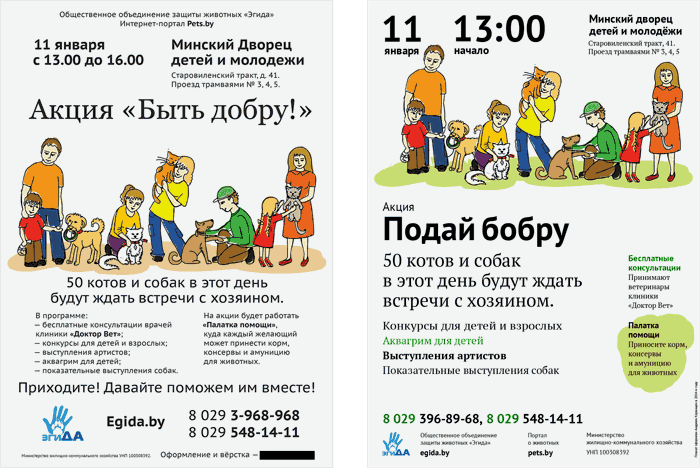 Общественное объединение защиты животных «Эгида»
Интернет-портал Pets.by
11 января
с 13.00 до 16.00
Минский Дворец
детей и молодежи
Старовиленский тракт, д. 41.
Проезд трамваями № 3, 4, 5.
Акция «Быть добру!»
50 котов и собак в этот день
будут ждать встречи с хозяином.
В программе:
— бесплатные консультации врачей
клиники «Доктор Вет»;
— конкурсы для детей и взрослых;
— выступления артистов;
— аквагрим для детей;
— показательные выступления собак.
На акции будет работать
«Палатка помощи»,
куда каждый желающий
может принести корм,
консервы и амуницию
для животных.
Приходите! Давайте поможем им вместе!
эгиДА
Egida.by
8 029 3-968-968
8 029 548-14-11
Министерство жилищно-коммунального хозяйства УНП 100308392.
Оформление и вёрстка —
11
января
13:00
начало
Минский дворец
детей и молодёжи
Старовиленский тракт, 41.
Проезд трамваями № 3, 4, 5
Акция
Подай бобру
50 котов и собак
в этот день будут ждать
встречи с хозяином.
Конкурсы для детей и взрослых
Аквагрим для детей
Выступления артистов
Показательные выступления собак
Бесплатные
консультации
Принимают
ветеринары
клиники
«Доктор Вет»
Палатка
помощи
Приносите корм,
консервы
и амуницию
для животных
8 029 396-89-68, 8 029 548-14-11
эгиДА
Общественное объединение
защиты животных «Эгида»
egida.by
Портал
о животных
pets.by
Министерство
жилищно-коммунального хозяйства
УНП 100308392